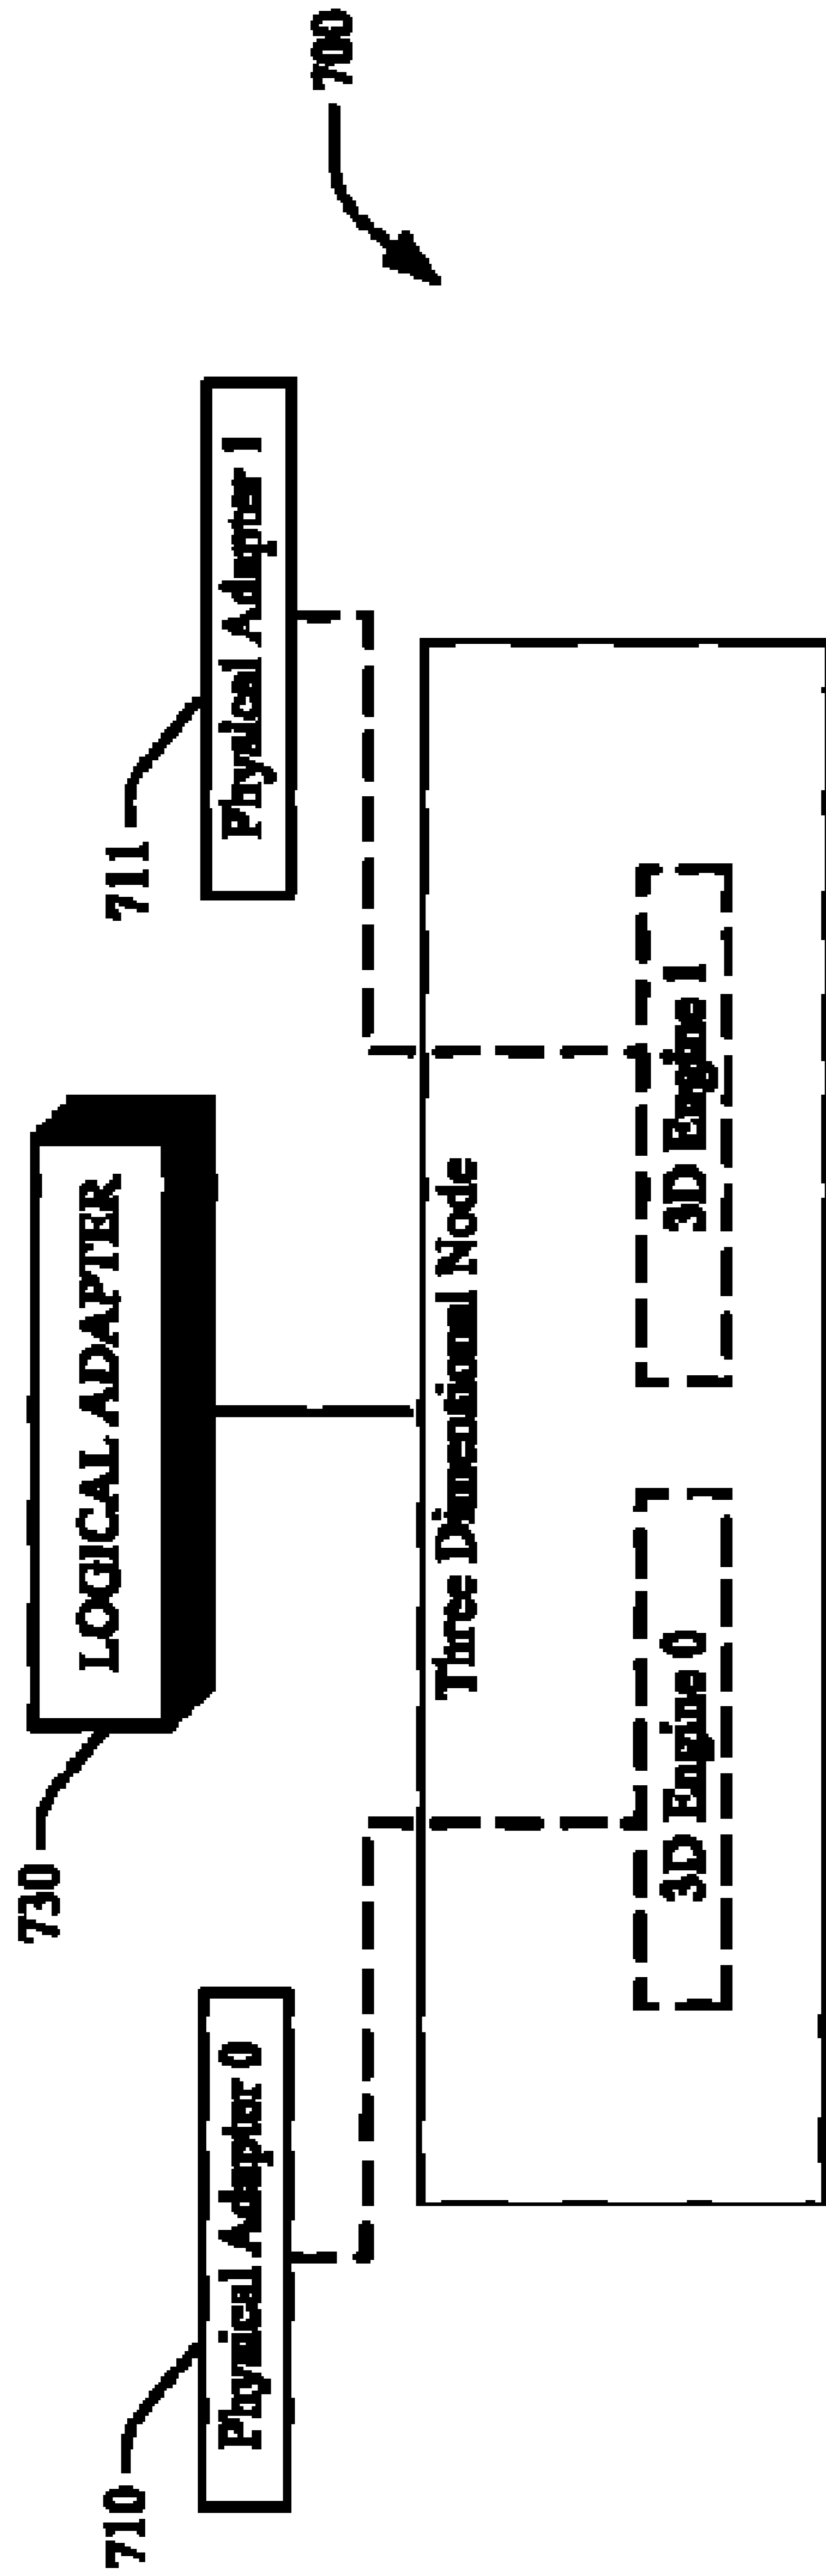 730
LOGICAL ADAPTER
710
Physical Adapter 0
711
Physical Adapter 1
700
Three Dimentional Node
3D Engine 0
3D Engine 1